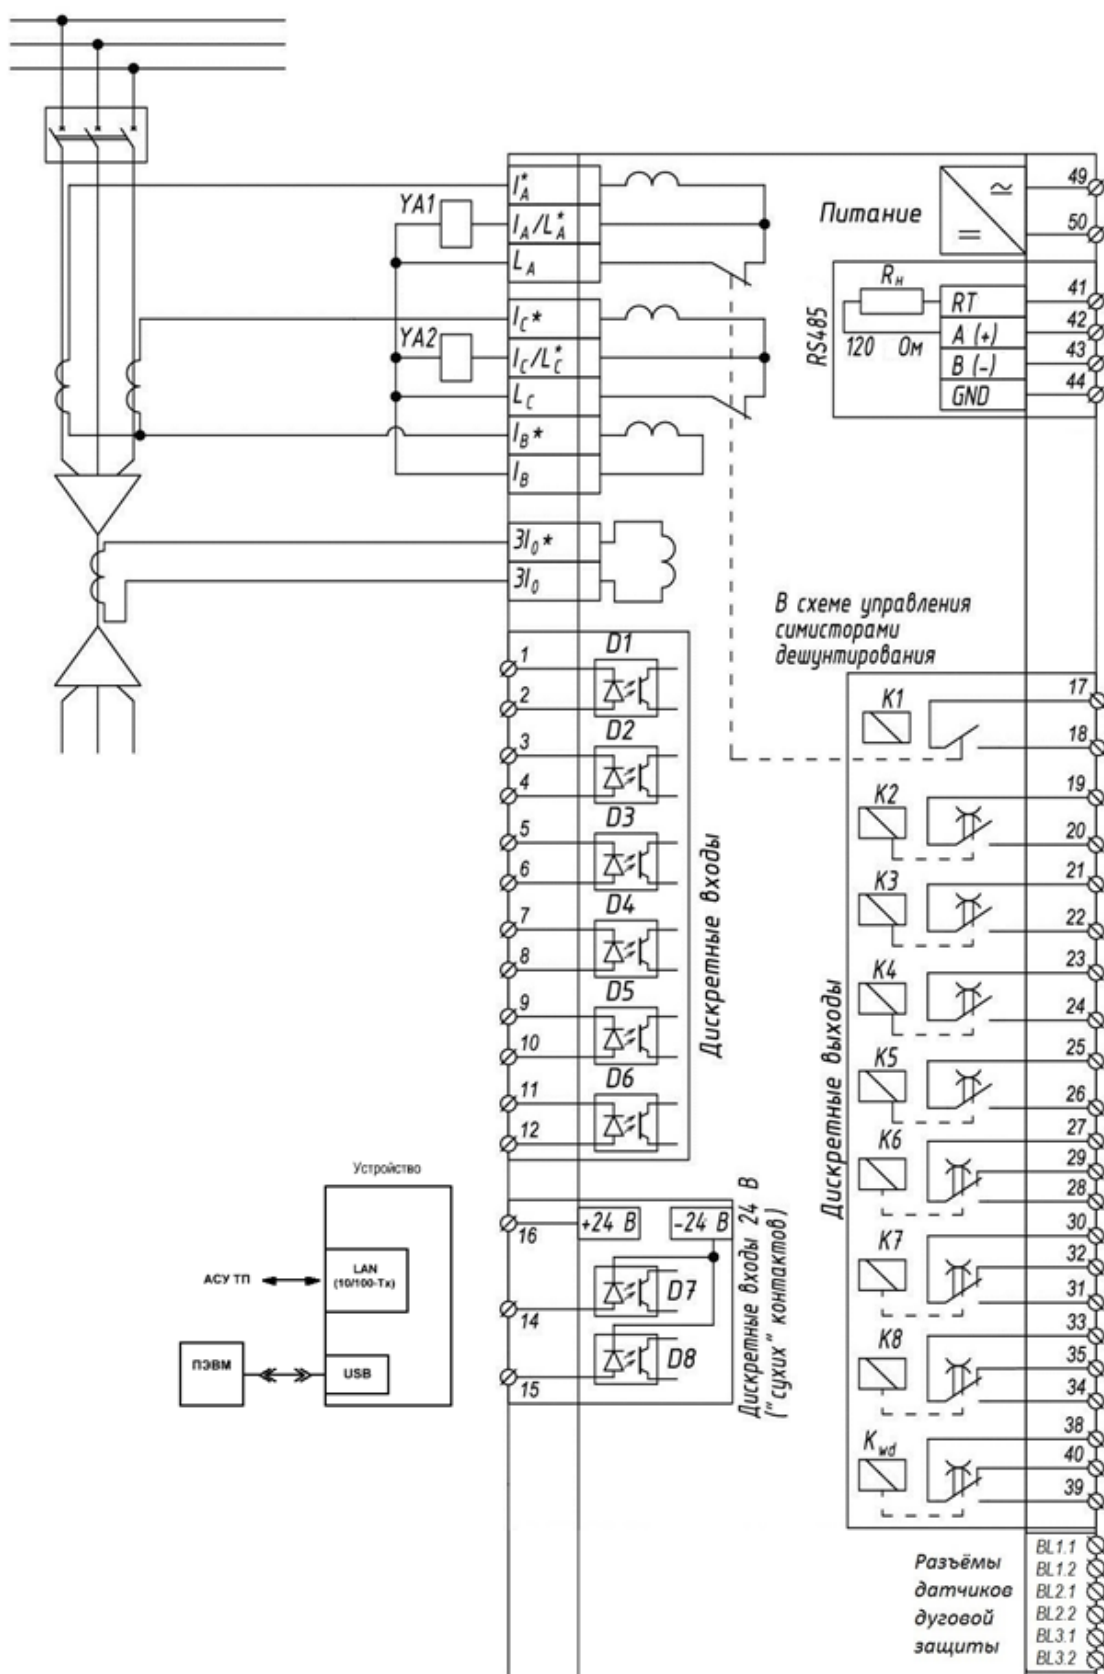 I*A
YA1
IA/L*A
LA
IC*
YA2
IC/L*C
LC
IB*
IB
3I0*
3I0
Питание
49
50
RS485
Rн
120 Ом
RT
41
A (+)
42
B (-)
43
GND
44
В схеме управления
симисторами
дешунтирования
Дискретные входы
D1
1
2
D2
3
4
D3
5
6
D4
7
8
D5
9
10
D6
11
12
Дискретные входы 24 В
("сухих" контактов)
16
+24 В
-24 В
D7
14
D8
15
Устройство
АСУ ТП
LAN
(10/100-Tx)
ПЭВМ
USB
Дискретные выходы
K1
17
18
K2
19
20
K3
21
22
K4
23
24
K5
25
26
K6
27
29
28
K7
30
32
31
K8
33
35
34
Kwd
38
40
39
Разъёмы
датчиков
дуговой
защиты
BL1.1
BL1.2
BL2.1
BL2.2
BL3.1
BL3.2